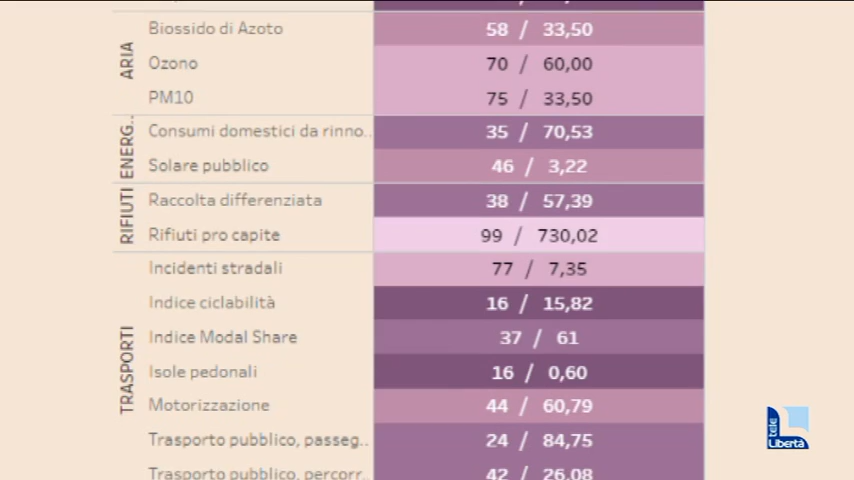 ARIA
Biossido di Azoto 58 / 33,50
Ozono 70 / 60,00
PM10 75 / 33,50
ENERG..
Consumi domestici da rinno.. 35 / 70,53
Solare pubblico 46 / 3,22
RIFIUTI
Raccolta differenziata 38 / 57,39
Rifiuti pro capite 99 / 730,02
TRASPORTI
Incidenti stradali 77 / 7,35
Indice ciclabilità 16 / 15,82
Indice Modal Share 37 / 61
Isole pedonali 16 / 0,60
Motorizzazione 44 / 60,79
Trasporto pubblico, passeg.. 24 / 84,75
Trasporto pubblico, percorr.. 42 / 26,08
tele
Libertà